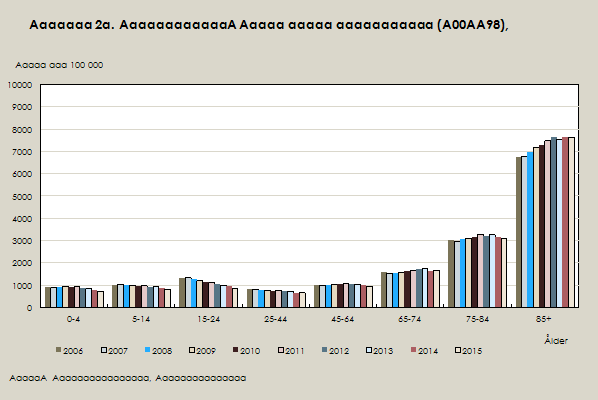 Aaaaaaa 2a. AaaaaaaaaaaaA Aaaaa aaaaa aaaaaaaaaaa (A00AA98),
Aaaaa aaa 100 000
10000
9000
8000
7000
6000
5000
4000
3000
2000
1000
0
0-4 5-14 15-24 25-44 45-64 65-74 75-84 85+
Ålder
2006 2007 2008 2009 2010 2011 2012 2013 2014 2015
AaaaaA Aaaaaaaaaaaaaaaa, Aaaaaaaaaaaaaaa